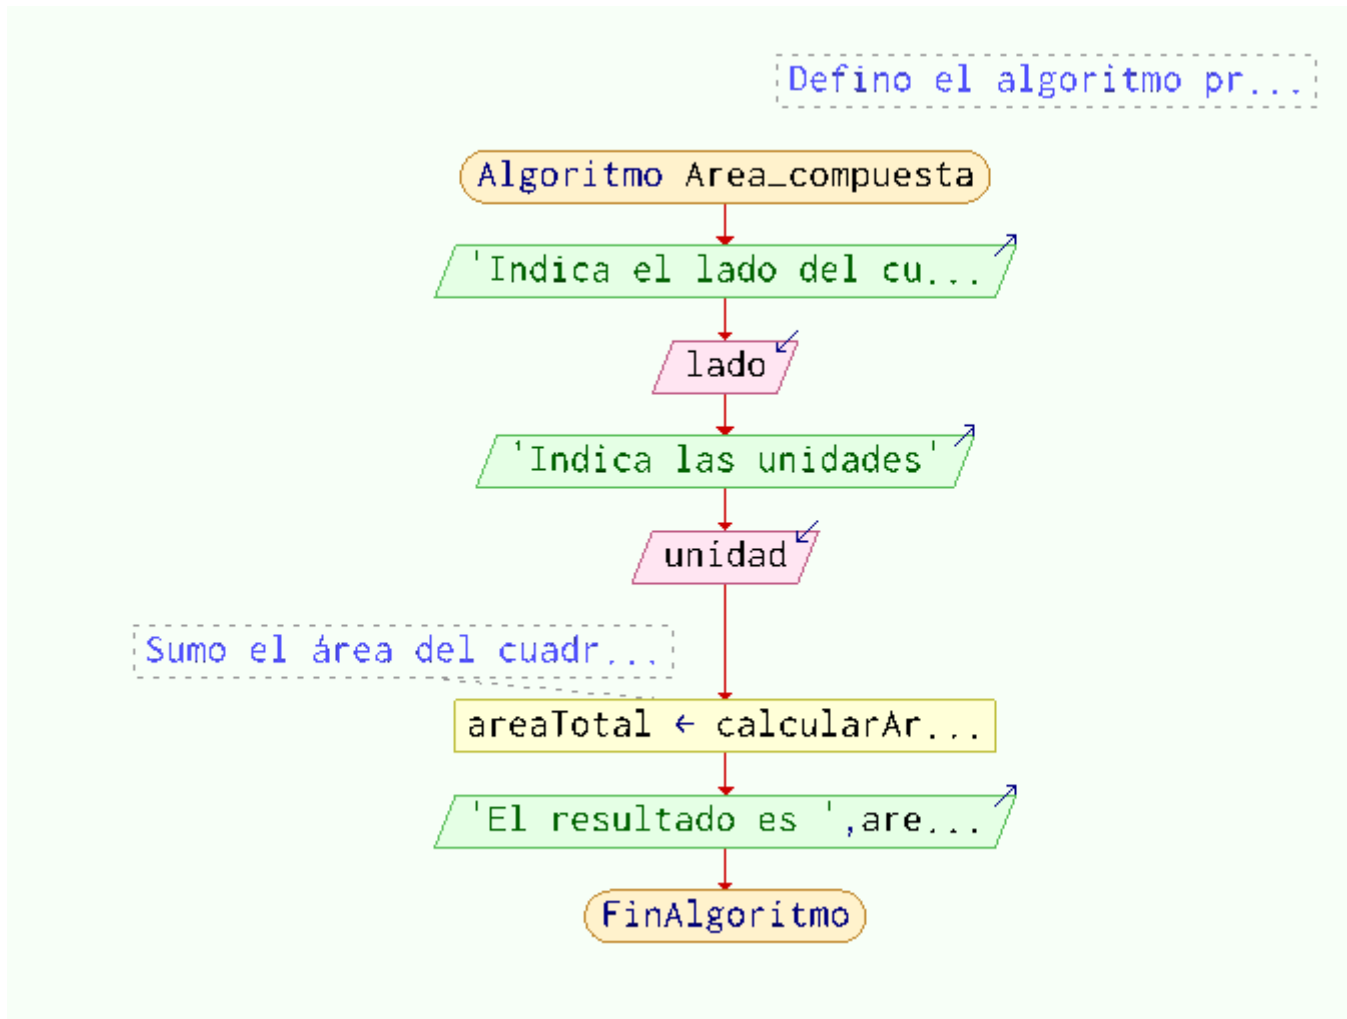 Defino el algoritmo pr...
Algoritmo Area_compuesta
'Indica el lado del cu...
lado
'Indica las unidades'
unidad
Sumo el área del cuadr...
areaTotal ← calcularAr...
'El resultado es ',are...
FinAlgoritmo